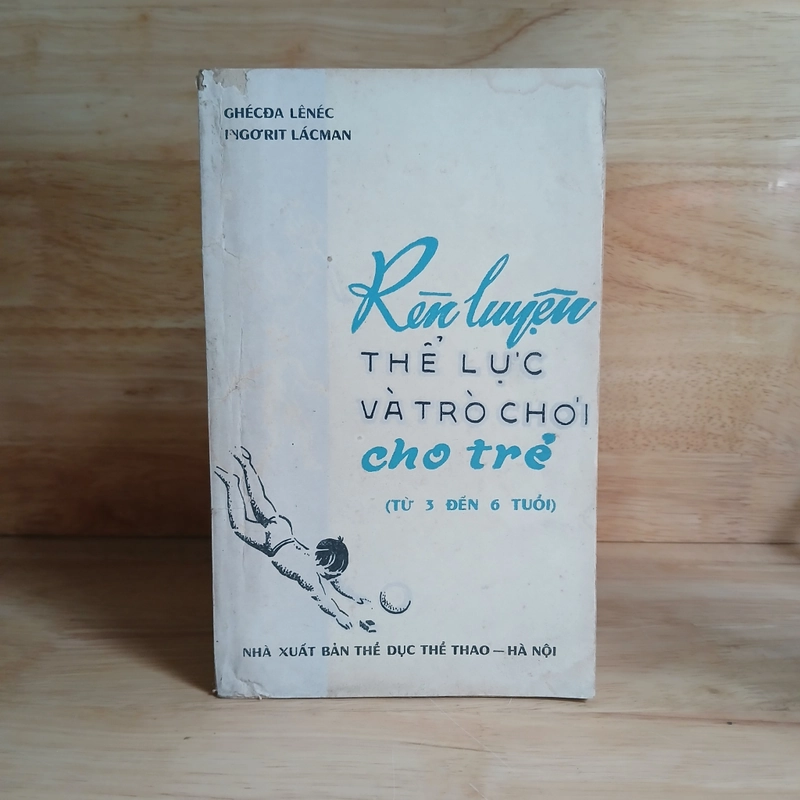 GHÉCĐA LÊNÉC
INGƠRIT LÁCMAN
Rèn luyện
THỂ LỰC
VÀ TRÒ CHƠI
cho trẻ
(TỪ 3 ĐẾN 6 TUỔI)
NHÀ XUẤT BẢN THỂ DỤC THỂ THAO — HÀ NỘI